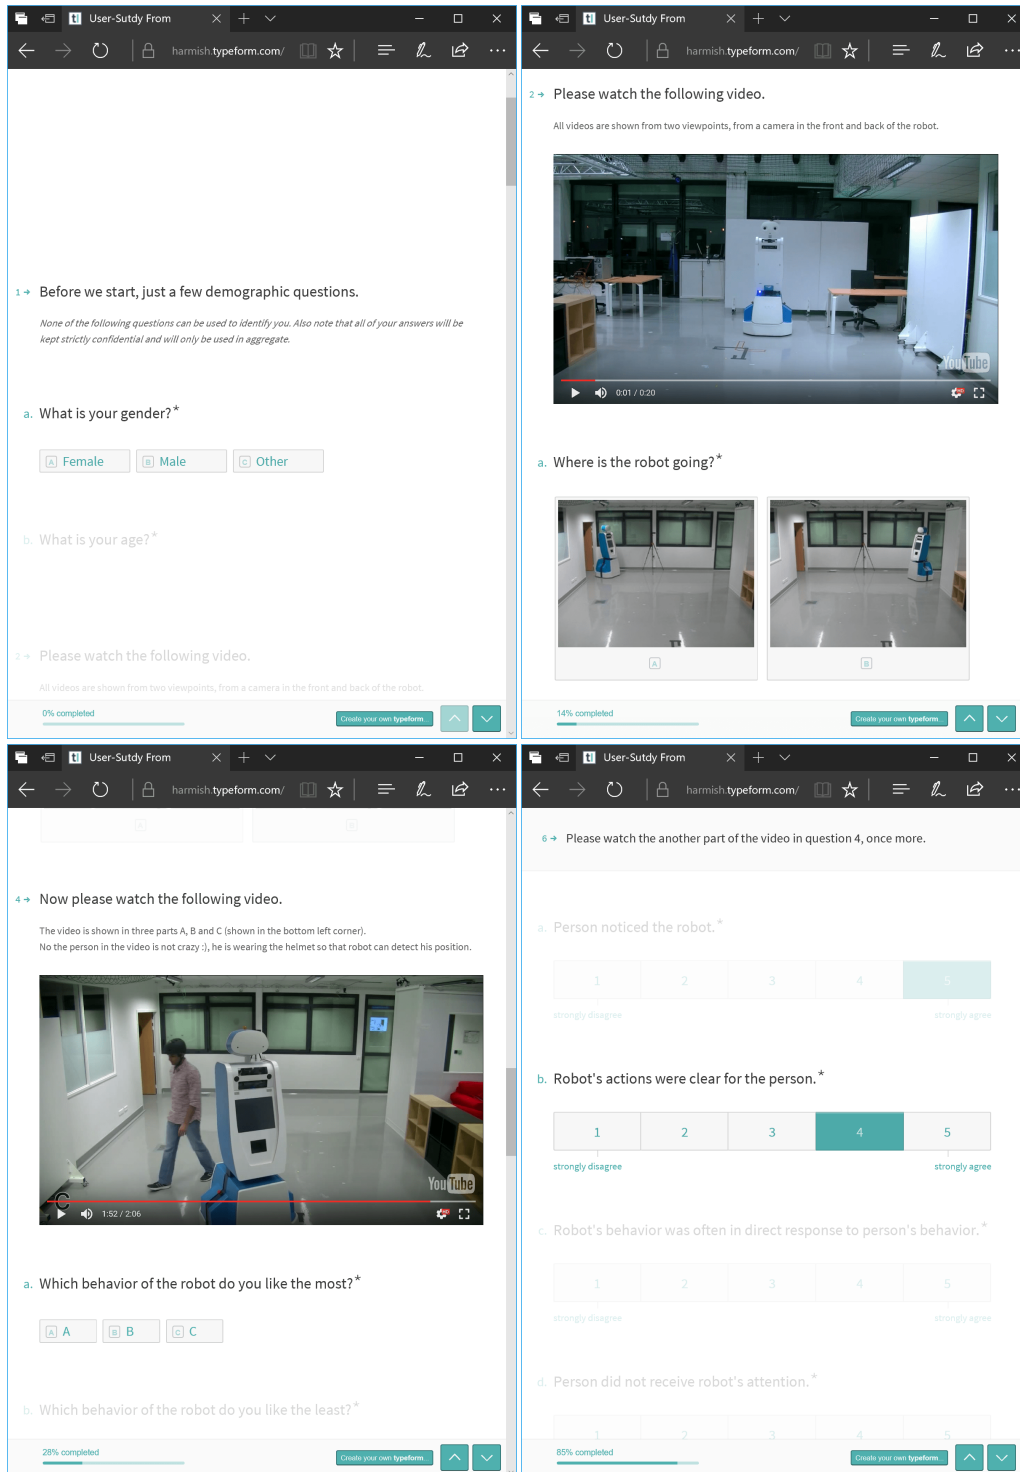 User-Sutdy From
harmish.typeform.com/
1 → Before we start, just a few demographic questions.
None of the following questions can be used to identify you. Also note that all of your answers will be
kept strictly confidential and will only be used in aggregate.
a. What is your gender?*
A Female B Male C Other
b. What is your age?*
2 → Please watch the following video.
All videos are shown from two viewpoints, from a camera in the front and back of the robot.
0% completed
Create your own typeform
User-Sutdy From
harmish.typeform.com/
2 → Please watch the following video.
All videos are shown from two viewpoints, from a camera in the front and back of the robot.
YouTube
0:01 / 0:20
HD
a. Where is the robot going?*
A B
14% completed
Create your own typeform
User-Sutdy From
harmish.typeform.com/
A B
4 → Now please watch the following video.
The video is shown in three parts A, B and C (shown in the bottom left corner).
No the person in the video is not crazy :), he is wearing the helmet so that robot can detect his position.
YouTube
C
1:52 / 2:06
HD
a. Which behavior of the robot do you like the most?*
A A B B C C
b. Which behavior of the robot do you like the least?*
28% completed
Create your own typeform
User-Sutdy From
harmish.typeform.com/
6 → Please watch the another part of the video in question 4, once more.
a. Person noticed the robot.*
1 2 3 4 5
strongly disagree strongly agree
b. Robot's actions were clear for the person.*
1 2 3 4 5
strongly disagree strongly agree
c. Robot's behavior was often in direct response to person's behavior.*
1 2 3 4 5
strongly disagree strongly agree
d. Person did not receive robot's attention.*
1 2 3 4 5
85% completed
Create your own typeform